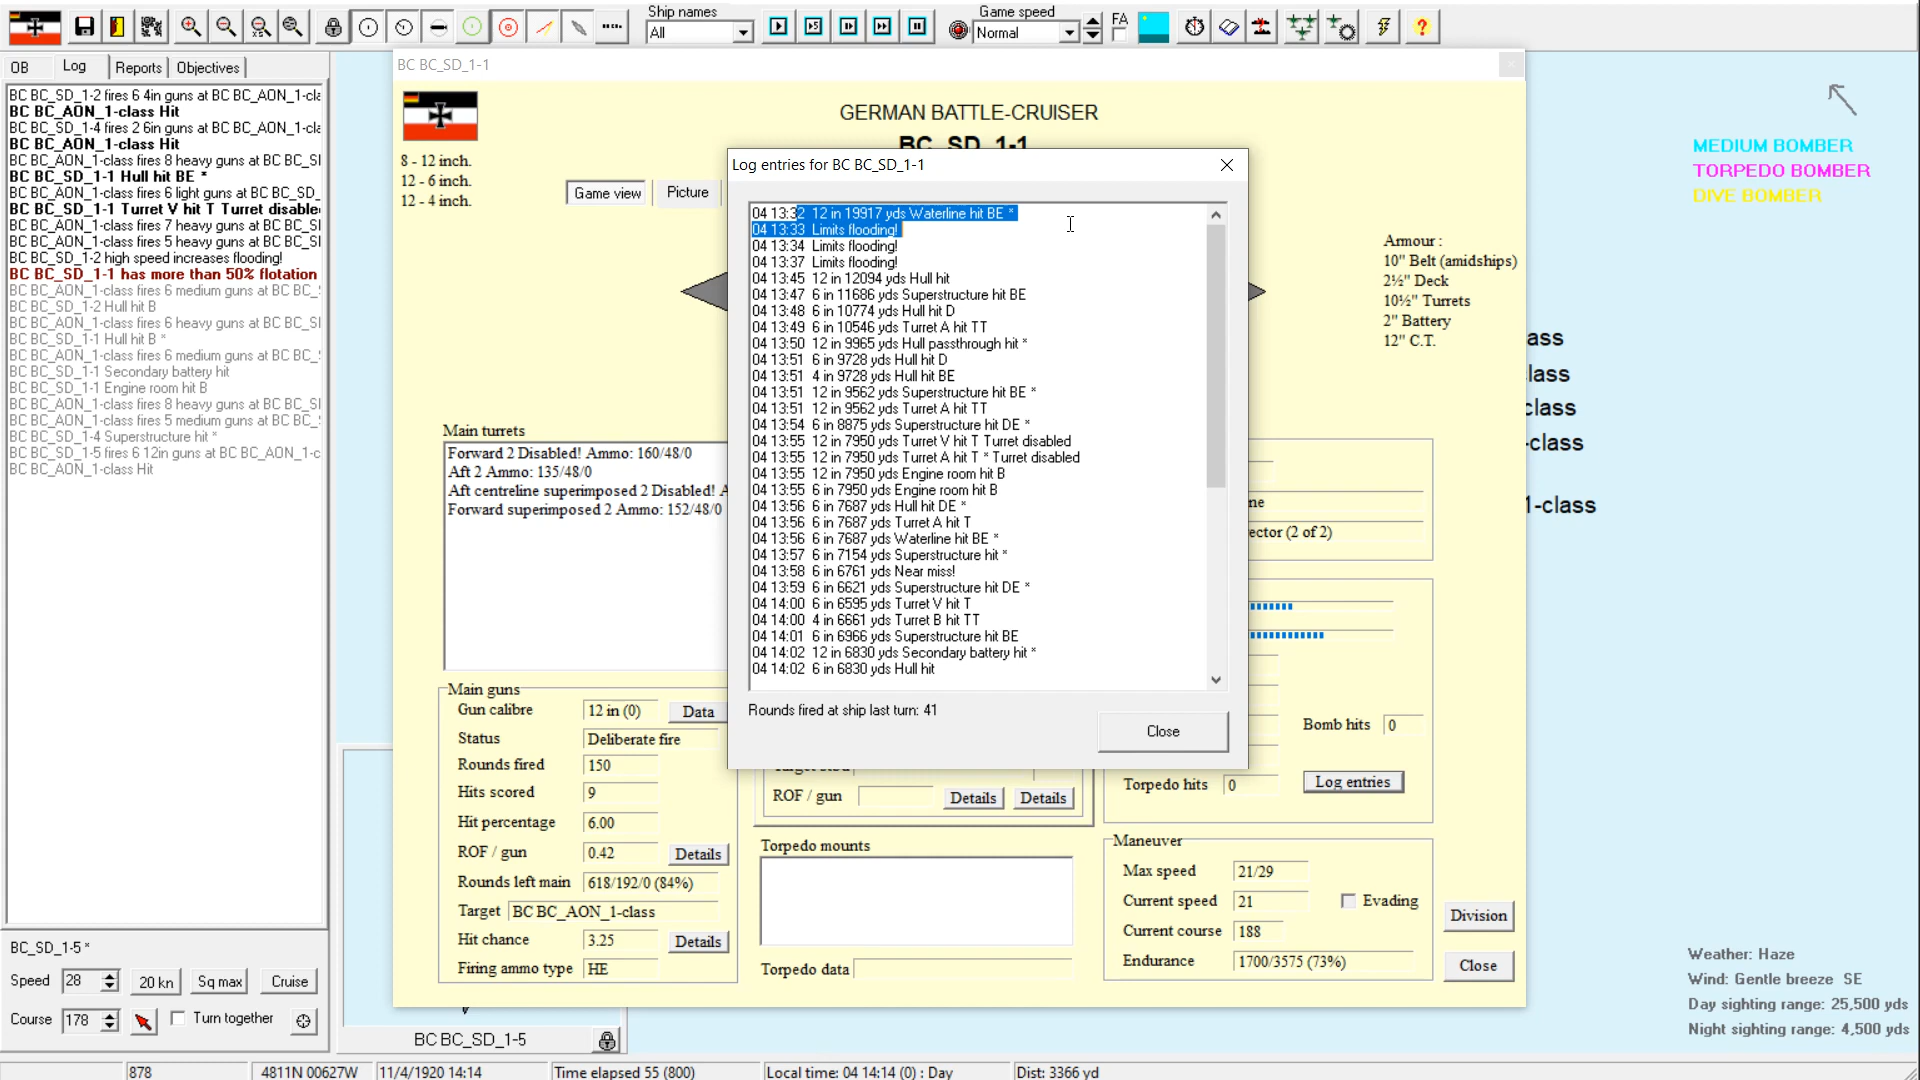 Ship names
All
Game speed
Normal
FA
OB
Log
Reports
Objectives
BC BC_SD_1-2 fires 6 4in guns at BC BC_AON_1-cla
BC BC_AON_1-class Hit
BC BC_SD_1-4 fires 2 6in guns at BC BC_AON_1-cla
BC BC_AON_1-class Hit
BC BC_AON_1-class fires 8 heavy guns at BC BC_SI
BC BC_SD_1-1 Hull hit BE *
BC BC_AON_1-class fires 6 light guns at BC BC_SD_
BC BC_SD_1-1 Turret V hit T Turret disable
BC BC_AON_1-class fires 7 heavy guns at BC BC_SI
BC BC_AON_1-class fires 5 heavy guns at BC BC_SI
BC BC_SD_1-2 high speed increases flooding!
BC BC_SD_1-1 has more than 50% flotation
BC BC_AON_1-class fires 6 medium guns at BC BC_
BC BC_SD_1-2 Hull hit B
BC BC_AON_1-class fires 6 heavy guns at BC BC_SI
BC BC_SD_1-1 Hull hit B *
BC BC_AON_1-class fires 6 medium guns at BC BC_
BC BC_SD_1-1 Secondary battery hit
BC BC_SD_1-1 Engine room hit B
BC BC_AON_1-class fires 8 heavy guns at BC BC_SI
BC BC_AON_1-class fires 5 medium guns at BC BC_
BC BC_SD_1-4 Superstructure hit *
BC BC_SD_1-5 fires 6 12in guns at BC BC_AON_1-c
BC BC_AON_1-class Hit
BC_SD_1-5 *
Speed 28 20 kn Sq max Cruise
Course 178 Turn together
BC BC_SD_1-1
GERMAN BATTLE-CRUISER
BC_SD_1-1
8 - 12 inch.
12 - 6 inch.
12 - 4 inch.
Game view
Picture
Armour :
10" Belt (amidships)
2½" Deck
10½" Turrets
2" Battery
12" C.T.
Main turrets
Forward 2 Disabled! Ammo: 160/48/0
Aft 2 Ammo: 135/48/0
Aft centreline superimposed 2 Disabled! A
Forward superimposed 2 Ammo: 152/48/0
Main guns
Gun calibre 12 in (0) Data
Status Deliberate fire
Rounds fired 150
Hits scored 9
Hit percentage 6.00
ROF / gun 0.42 Details
Rounds left main 618/192/0 (84%)
Target BC BC_AON_1-class
Hit chance 3.25 Details
Firing ammo type HE
Log entries for BC BC_SD_1-1
04 13:32 12 in 19917 yds Waterline hit BE *
04 13:33 Limits flooding!
04 13:34 Limits flooding!
04 13:37 Limits flooding!
04 13:45 12 in 12094 yds Hull hit
04 13:47 6 in 11686 yds Superstructure hit BE
04 13:48 6 in 10774 yds Hull hit D
04 13:49 6 in 10546 yds Turret A hit TT
04 13:50 12 in 9965 yds Hull passthrough hit *
04 13:51 6 in 9728 yds Hull hit D
04 13:51 4 in 9728 yds Hull hit BE
04 13:51 12 in 9562 yds Superstructure hit BE *
04 13:51 12 in 9562 yds Turret A hit TT
04 13:54 6 in 8875 yds Superstructure hit DE *
04 13:55 12 in 7950 yds Turret V hit T Turret disabled
04 13:55 12 in 7950 yds Turret A hit T * Turret disabled
04 13:55 12 in 7950 yds Engine room hit B
04 13:55 6 in 7950 yds Engine room hit B
04 13:56 6 in 7687 yds Hull hit DE *
04 13:56 6 in 7687 yds Turret A hit T
04 13:56 6 in 7687 yds Waterline hit BE *
04 13:57 6 in 7154 yds Superstructure hit *
04 13:58 6 in 6761 yds Near miss!
04 13:59 6 in 6621 yds Superstructure hit DE *
04 14:00 6 in 6595 yds Turret V hit T
04 14:00 4 in 6661 yds Turret B hit TT
04 14:01 6 in 6966 yds Superstructure hit BE
04 14:02 12 in 6830 yds Secondary battery hit *
04 14:02 6 in 6830 yds Hull hit
Rounds fired at ship last turn: 41
Close
ROF / gun Details Details
Torpedo mounts
Torpedo data
ne
ector (2 of 2)
Bomb hits 0
Torpedo hits 0 Log entries
Maneuver
Max speed 21/29
Current speed 21 Evading
Current course 188
Endurance 1700/3575 (73%)
Division
Close
MEDIUM BOMBER
TORPEDO BOMBER
DIVE BOMBER
ass
lass
class
-class
1-class
Weather: Haze
Wind: Gentle breeze SE
Day sighting range: 25,500 yds
Night sighting range: 4,500 yds
BC BC_SD_1-5
878
4811N 00627W
11/4/1920 14:14
Time elapsed 55 (800)
Local time: 04 14:14 (0) : Day
Dist: 3366 yd